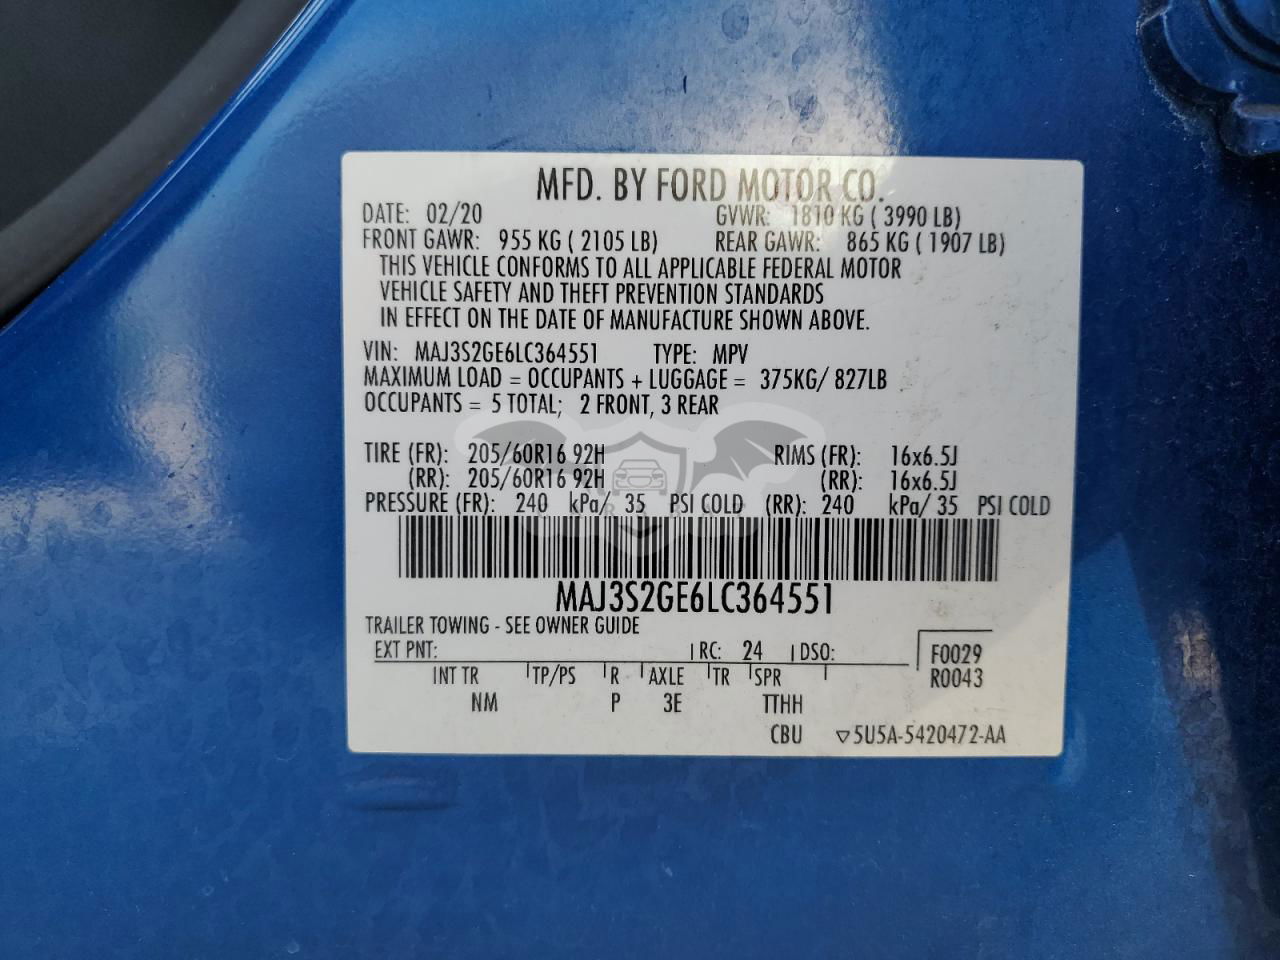 MFD. BY FORD MOTOR CO.
DATE: 02/20 GVWR: 1810 KG ( 3990 LB)
FRONT GAWR: 955 KG ( 2105 LB) REAR GAWR: 865 KG ( 1907 LB)
THIS VEHICLE CONFORMS TO ALL APPLICABLE FEDERAL MOTOR
VEHICLE SAFETY AND THEFT PREVENTION STANDARDS
IN EFFECT ON THE DATE OF MANUFACTURE SHOWN ABOVE.
VIN: MAJ3S2GE6LC364551 TYPE: MPV
MAXIMUM LOAD = OCCUPANTS + LUGGAGE = 375KG/ 827LB
OCCUPANTS = 5 TOTAL; 2 FRONT, 3 REAR
TIRE (FR): 205/60R16 92H RIMS (FR): 16x6.5J
(RR): 205/60R16 92H (RR): 16x6.5J
PRESSURE (FR): 240 kPa/ 35 PSI COLD (RR): 240 kPa/ 35 PSI COLD
MAJ3S2GE6LC364551
TRAILER TOWING - SEE OWNER GUIDE
EXT PNT: RC: 24 DSO: F0029
INT TR TP/PS R AXLE TR SPR R0043
NM P 3E TTHH
CBU ▽5U5A-5420472-AA